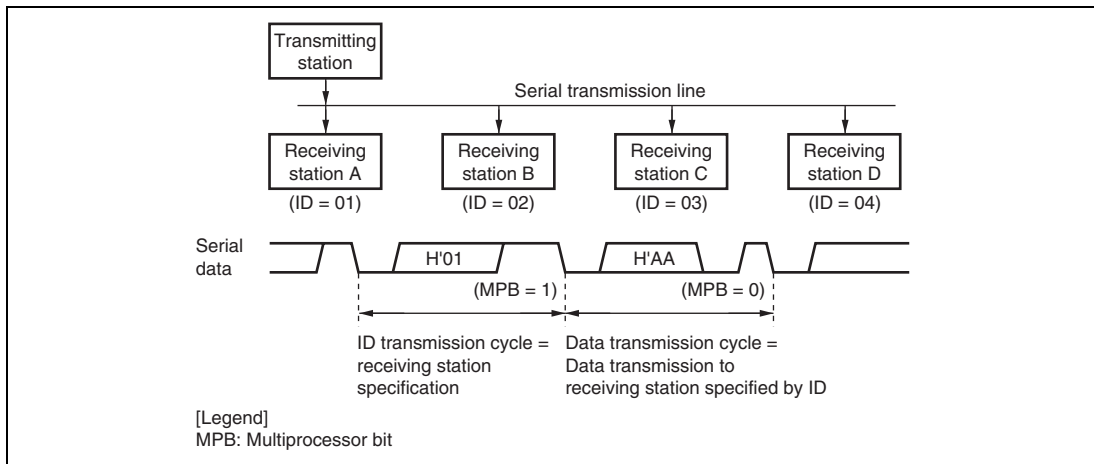 Transmitting
station
Serial transmission line
Receiving
station A
Receiving
station B
Receiving
station C
Receiving
station D
(ID = 01)
(ID = 02)
(ID = 03)
(ID = 04)
Serial
data
H'01
H'AA
(MPB = 1)
(MPB = 0)
ID transmission cycle =
receiving station
specification
Data transmission cycle =
Data transmission to
receiving station specified by ID
[Legend]
MPB: Multiprocessor bit